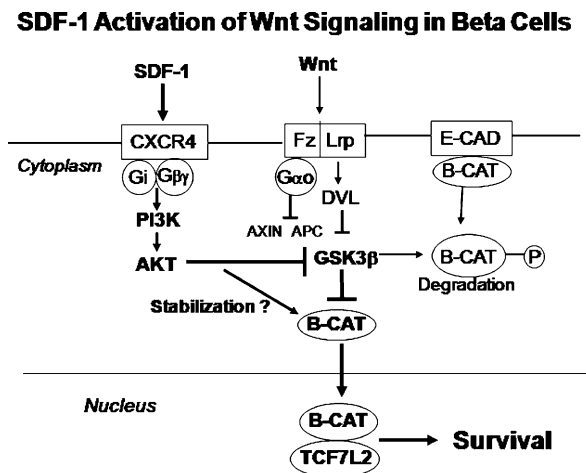 SDF-1 Activation of Wnt Signaling in Beta Cells
SDF-1
Wnt
CXCR4
Fz
Lrp
E-CAD
Cytoplasm
Gi
Gβγ
Gαo
DVL
B-CAT
PI3K
AXIN APC
AKT
GSK3β
B-CAT
P
Degradation
Stabilization ?
B-CAT
Nucleus
B-CAT
TCF7L2
Survival